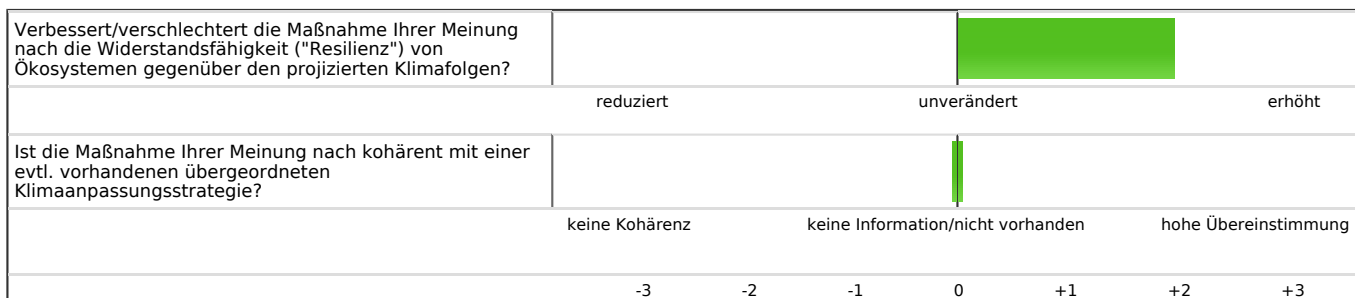 Verbessert/verschlechtert die Maßnahme Ihrer Meinung
nach die Widerstandsfähigkeit ("Resilienz") von
Ökosystemen gegenüber den projizierten Klimafolgen?
reduziert unverändert erhöht
Ist die Maßnahme Ihrer Meinung nach kohärent mit einer
evtl. vorhandenen übergeordneten
Klimaanpassungsstrategie?
keine Kohärenz keine Information/nicht vorhanden hohe Übereinstimmung
-3 -2 -1 0 +1 +2 +3